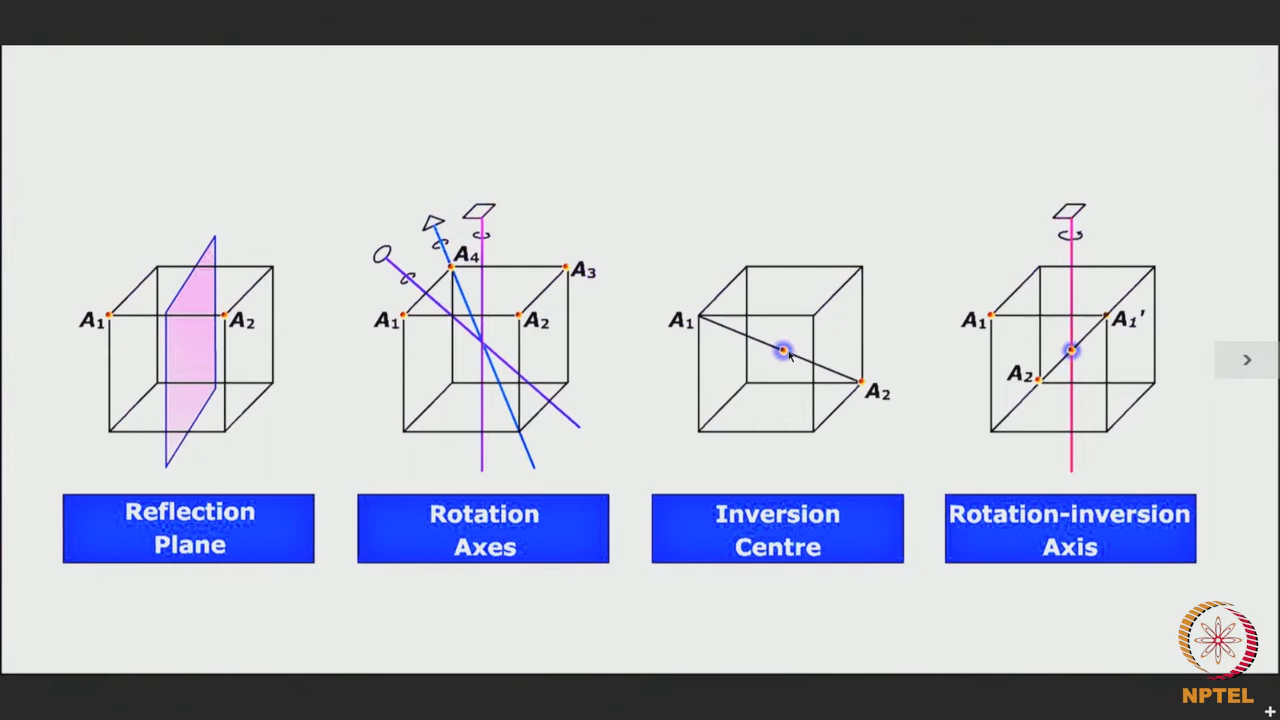 A₁
A₂
A₄
A₃
A₁
A₂
A₁
A₂
A₁
A₁'
A₂
Reflection
Plane
Rotation
Axes
Inversion
Centre
Rotation-inversion
Axis
NPTEL